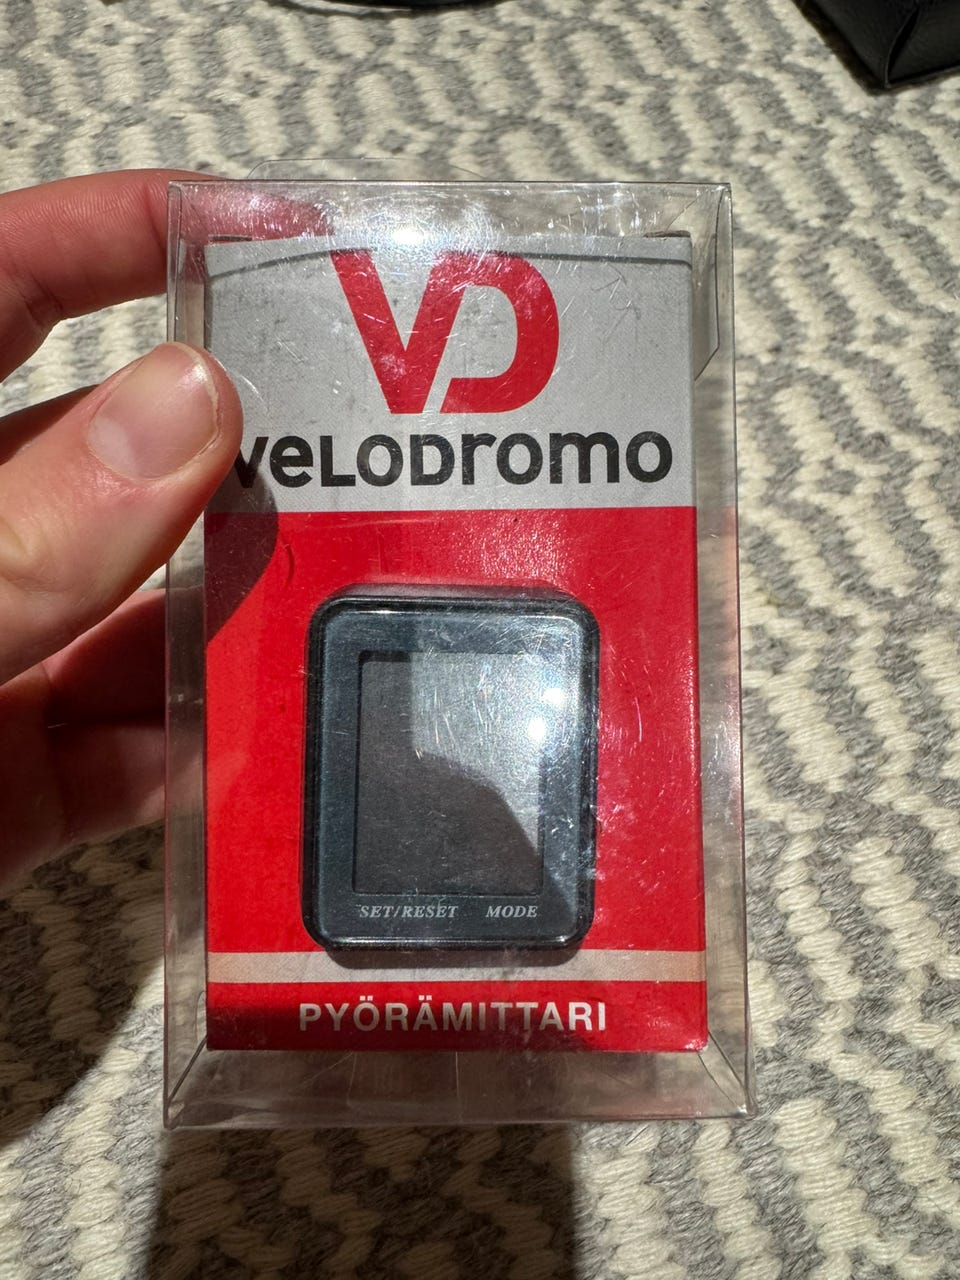 VD
veLODromo
SET/RESET MODE
PYÖRÄMITTARI